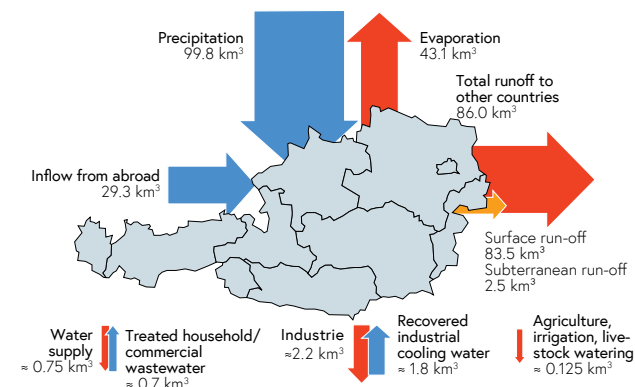 Precipitation
99.8 km³
Evaporation
43.1 km³
Total runoff to
other countries
86.0 km³
Inflow from abroad
29.3 km³
Surface run-off
83.5 km³
Subterranean run-off
2.5 km³
Water
supply
≈ 0.75 km³
Treated household/
commercial
wastewater
≈ 0.7 km³
Industrie
≈2.2 km³
Recovered
industrial
cooling water
≈ 1.8 km³
Agriculture,
irrigation, live-
stock watering
≈ 0.125 km³